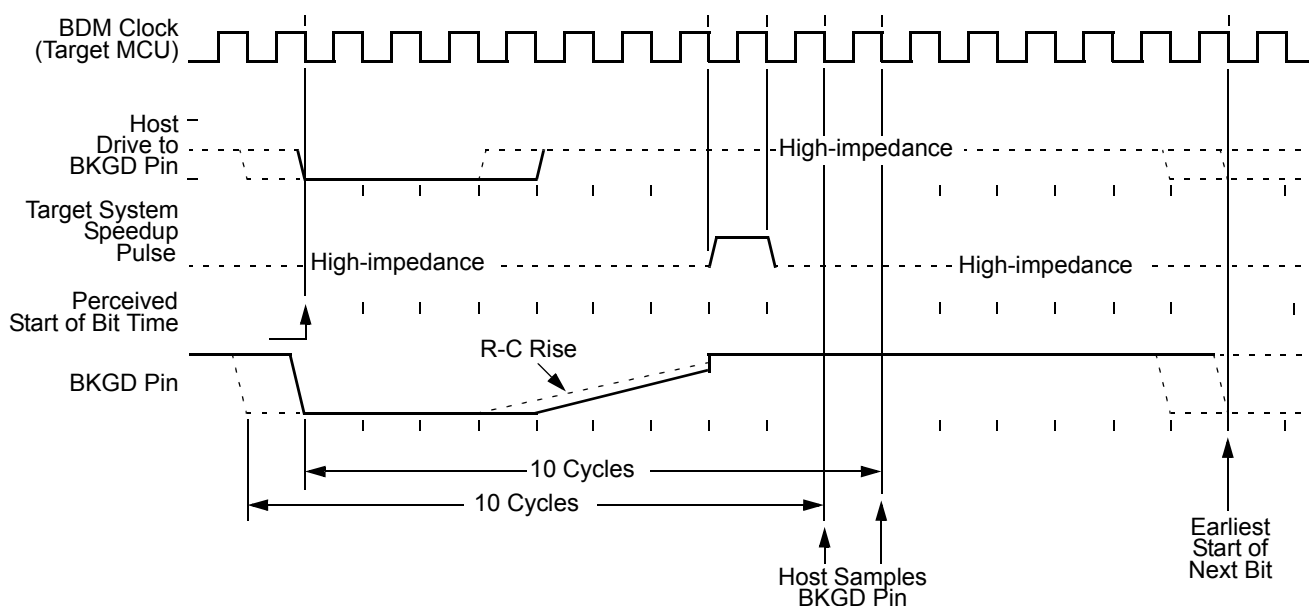 BDM Clock
(Target MCU)
Host
Drive to
BKGD Pin
High-impedance
Target System
Speedup
Pulse
High-impedance
High-impedance
Perceived
Start of Bit Time
R-C Rise
BKGD Pin
10 Cycles
10 Cycles
Host Samples
BKGD Pin
Earliest
Start of
Next Bit